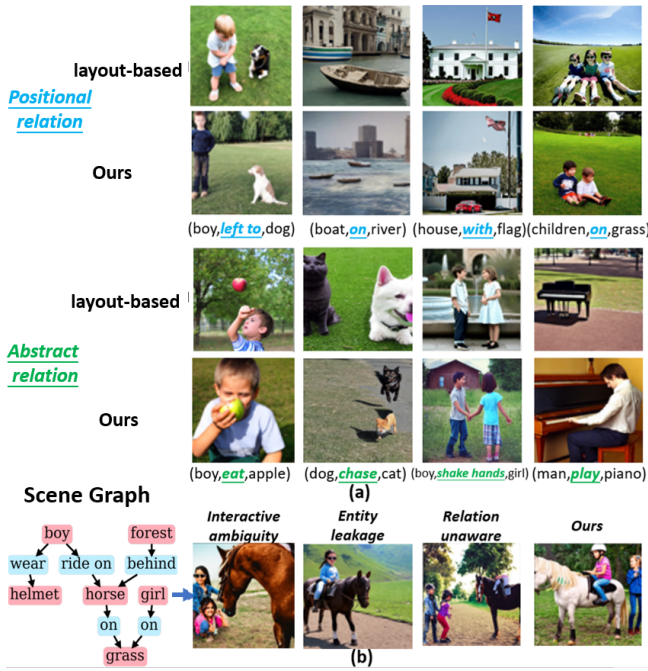 layout-based
Positional
relation
Ours
(boy,left to,dog)
(boat,on,river)
(house,with,flag)
(children,on,grass)
layout-based
Abstract
relation
Ours
(boy,eat,apple)
(dog,chase,cat)
(boy,shake hands,girl)
(man,play,piano)
(a)
Scene Graph
boy
forest
wear
ride on
behind
helmet
horse
girl
on
on
grass
Interactive
ambiguity
Entity
leakage
Relation
unaware
Ours
(b)